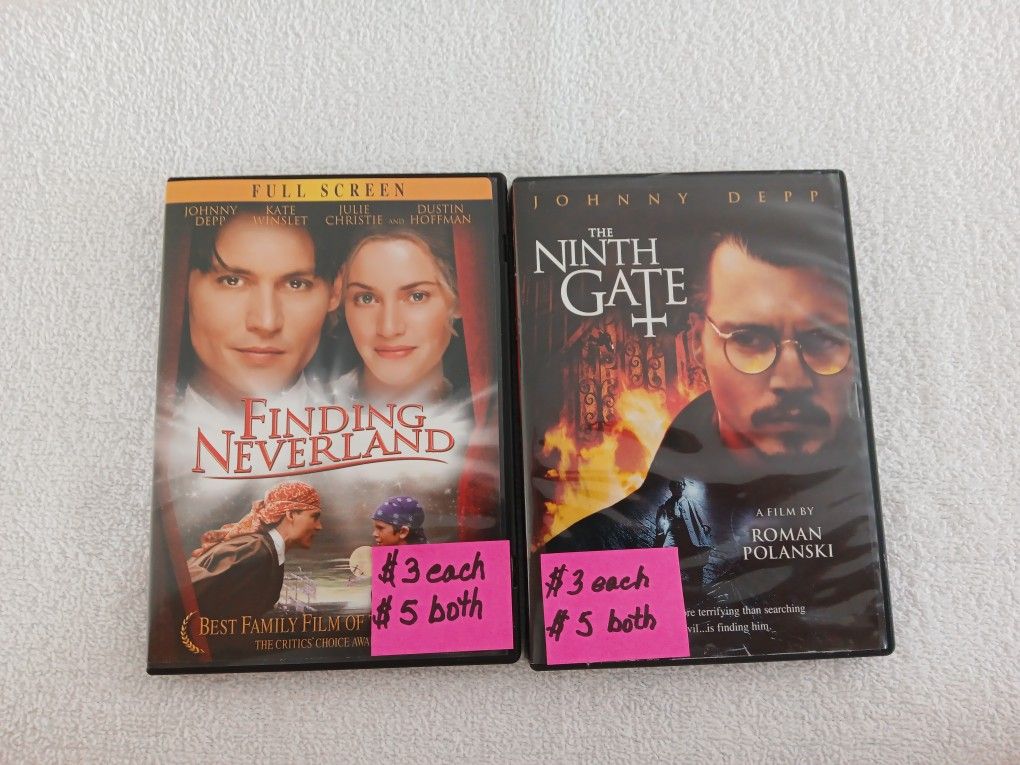 FULL SCREEN
JOHNNY DEPP
KATE WINSLET
JULIE CHRISTIE AND
DUSTIN HOFFMAN
FINDING
NEVERLAND
BEST FAMILY FILM OF
THE CRITICS' CHOICE
$3 each
$5 both
JOHNNY DEPP
THE
NINTH
GATE
A FILM BY
ROMAN
POLANSKI
terrifying than searching
...is finding him.
$3 each
$5 both